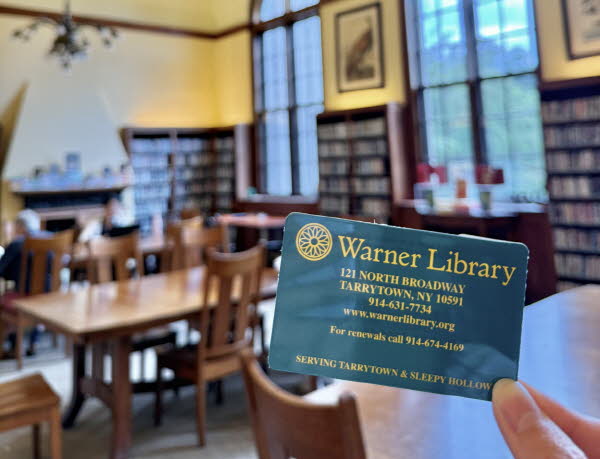 Warner Library
121 NORTH BROADWAY
TARRYTOWN, NY 10591
914-631-7734
www.warnerlibrary.org
For renewals call 914-674-4169
SERVING TARRYTOWN & SLEEPY HOLLOW